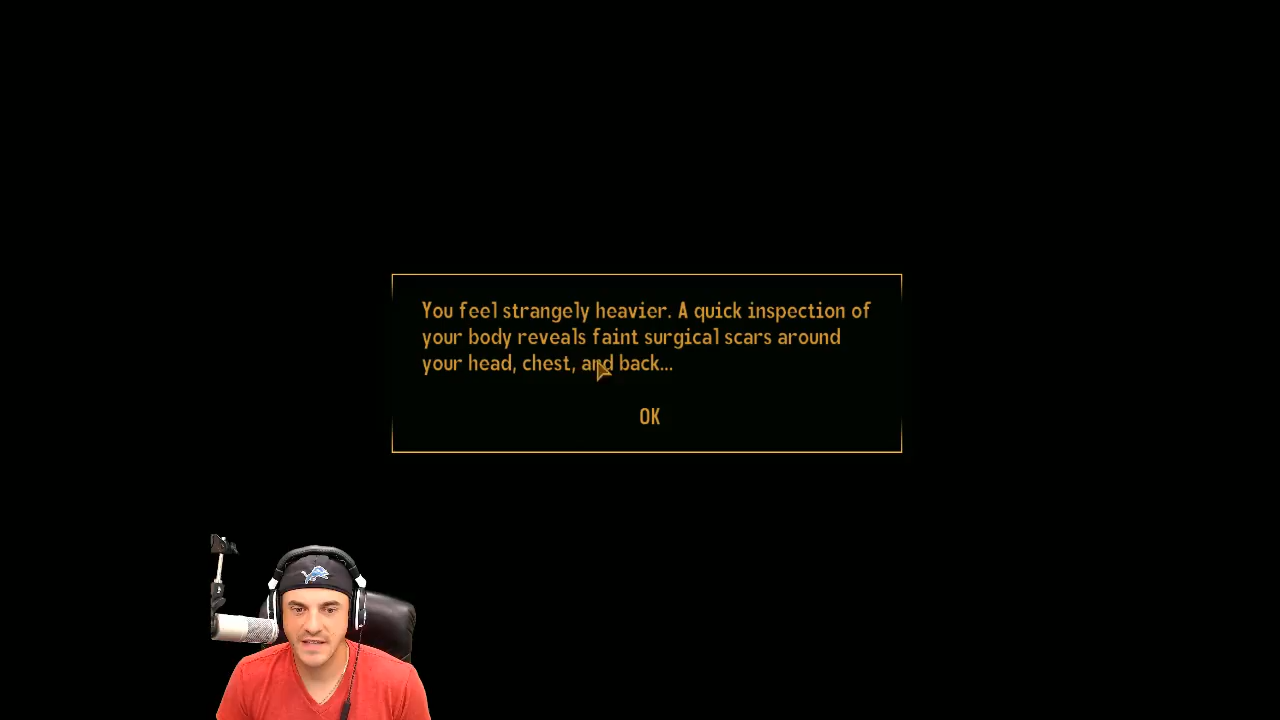 You feel strangely heavier. A quick inspection of
your body reveals faint surgical scars around
your head, chest, and back...
OK